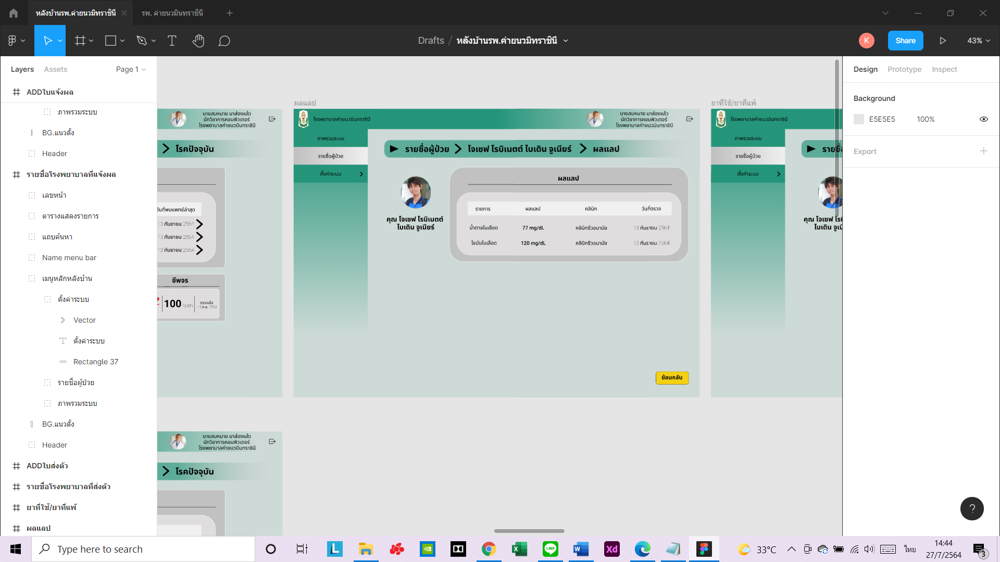 หลังบ้านรพ.ค่ายนวมิทราชินี
รพ. ค่ายนวมินทราชินี
Drafts / หลังบ้านรพ.ค่ายนวมิทราชินี
K
Share
43%
Layers
Assets
Page 1
ADDใบแจ้งผล
ภาพรวมระบบ
BG.แนวตั้ง
Header
รายชื่อโรงพยาบาลที่แจ้งผล
เลขหน้า
ตารางแสดงรายการ
แถบค้นหา
Name menu bar
เมนูหลักหลังบ้าน
ตั้งค่าระบบ
Vector
ตั้งค่าระบบ
Rectangle 37
รายชื่อผู้ป่วย
ภาพรวมระบบ
BG.แนวตั้ง
Header
ADDใบส่งตัว
รายชื่อโรงพยาบาลที่ส่งตัว
ยาที่ใช้/ยาที่แพ้
ผลแลป
นายสมหมาย มาส่องแล้ว
นักวิชาการคอมพิวเตอร์
โรงพยาบาลค่ายนวมินทราชินี
โรคปัจจุบัน
วันที่พบแพทย์ล่าสุด
13 กันยายน 2564
13 กันยายน 2564
13 กันยายน 2564
ชีพจร
100 bpm
ตรวจเมื่อ
13 ก.ย. 2564
นายสมหมาย มาส่องแล้ว
นักวิชาการคอมพิวเตอร์
โรงพยาบาลค่ายนวมินทราชินี
โรคปัจจุบัน
ผลแลป
โรงพยาบาลค่ายนวมินทราชินี
นายสมหมาย มาส่องแล้ว
นักวิชาการคอมพิวเตอร์
โรงพยาบาลค่ายนวมินทราชินี
ภาพรวมระบบ
รายชื่อผู้ป่วย
ตั้งค่าระบบ
รายชื่อผู้ป่วย
โจเซฟ โรบิเนตต์ ไบเดิน จูเนียร์
ผลแลป
คุณ โจเซฟ โรบิเนตต์
ไบเดิน จูเนียร์
ผลแลป
รายการ ผลแลป คลินิก วันที่ตรวจ
น้ำตาลในเลือด 77 mg/dL คลินิกชีวอนามัย 13 กันยายน 2564
ไขมันในเลือด 120 mg/dL คลินิกชีวอนามัย 13 กันยายน 2564
ย้อนกลับ
ยาที่ใช้/ยาที่แพ้
โรงพยาบาลค่ายนวมินทราชินี
ภาพรวมระบบ
รายชื่อผู้ป่วย
ตั้งค่าระบบ
Design
Prototype
Inspect
Background
E5E5E5
100%
Export
?
Type here to search
33°C
ไทย
14:44
27/7/2564
3